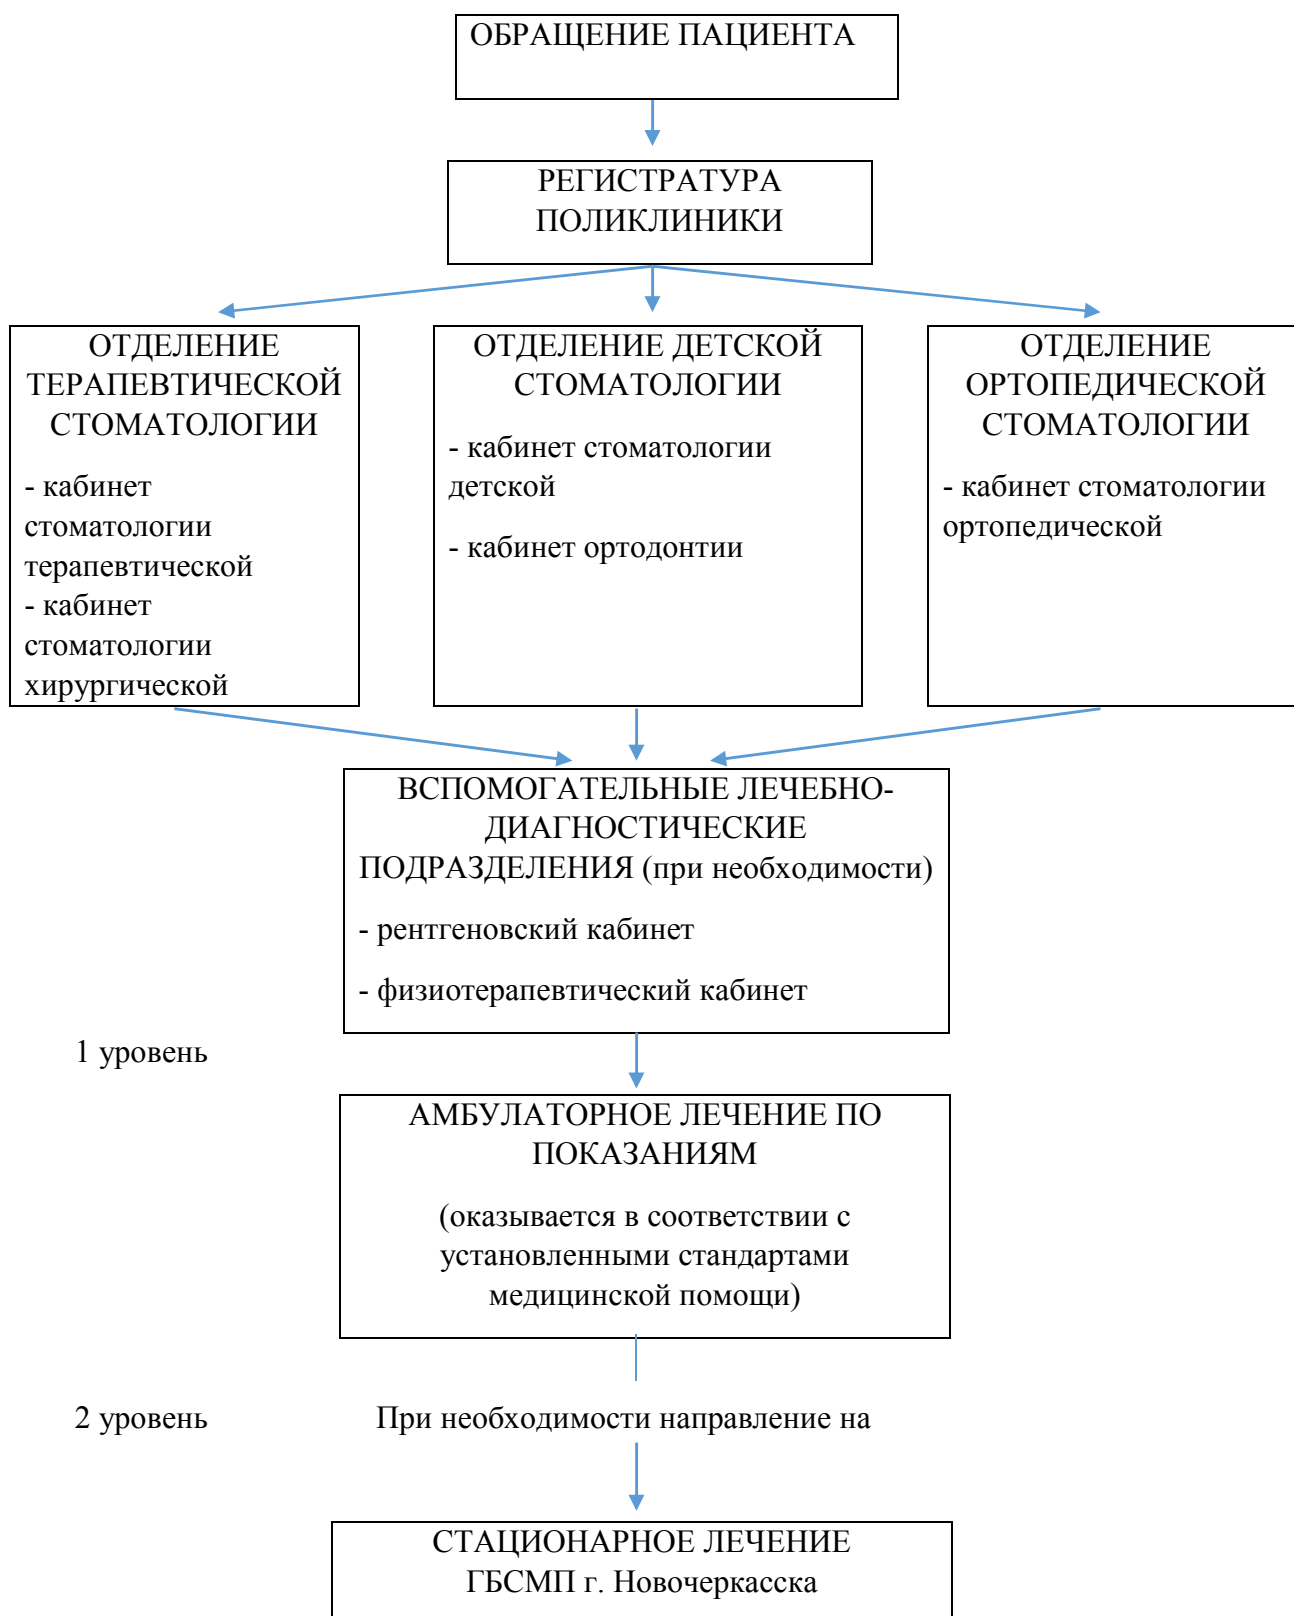 ОБРАЩЕНИЕ ПАЦИЕНТА
РЕГИСТРАТУРА
ПОЛИКЛИНИКИ
ОТДЕЛЕНИЕ
ТЕРАПЕВТИЧЕСКОЙ
СТОМАТОЛОГИИ
- кабинет
стоматологии
терапевтической
- кабинет
стоматологии
хирургической
ОТДЕЛЕНИЕ ДЕТСКОЙ
СТОМАТОЛОГИИ
- кабинет стоматологии
детской
- кабинет ортодонтии
ОТДЕЛЕНИЕ
ОРТОПЕДИЧЕСКОЙ
СТОМАТОЛОГИИ
- кабинет стоматологии
ортопедической
ВСПОМОГАТЕЛЬНЫЕ ЛЕЧЕБНО-
ДИАГНОСТИЧЕСКИЕ
ПОДРАЗДЕЛЕНИЯ (при необходимости)
- рентгеновский кабинет
- физиотерапевтический кабинет
1 уровень
АМБУЛАТОРНОЕ ЛЕЧЕНИЕ ПО
ПОКАЗАНИЯМ
(оказывается в соответствии с
установленными стандартами
медицинской помощи)
2 уровень
При необходимости направление на
СТАЦИОНАРНОЕ ЛЕЧЕНИЕ
ГБСМП г. Новочеркасска